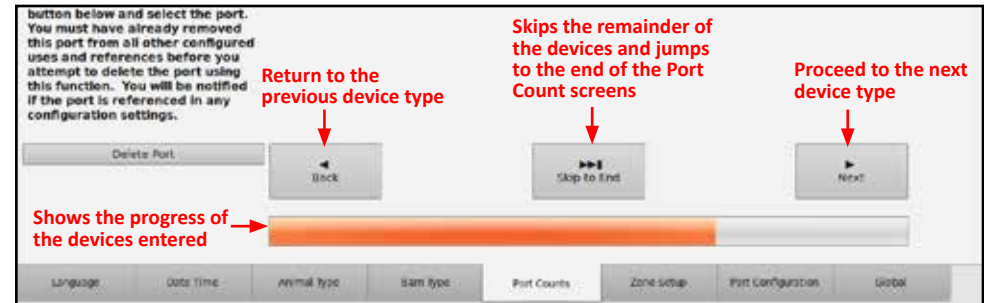 button below and select the port.
You must have already removed
this port from all other configured
uses and references before you
attempt to delete the port using
this function. You will be notified
if the port is referenced in any
configuration settings.
Skips the remainder of
the devices and jumps
to the end of the Port
Count screens
Return to the
previous device type
Proceed to the next
device type
Delete Port
Back
Skip to End
Next
Shows the progress of
the devices entered
Language
Date Time
Animal Type
Barn Type
Port Counts
Zone Setup
Port Configuration
Global